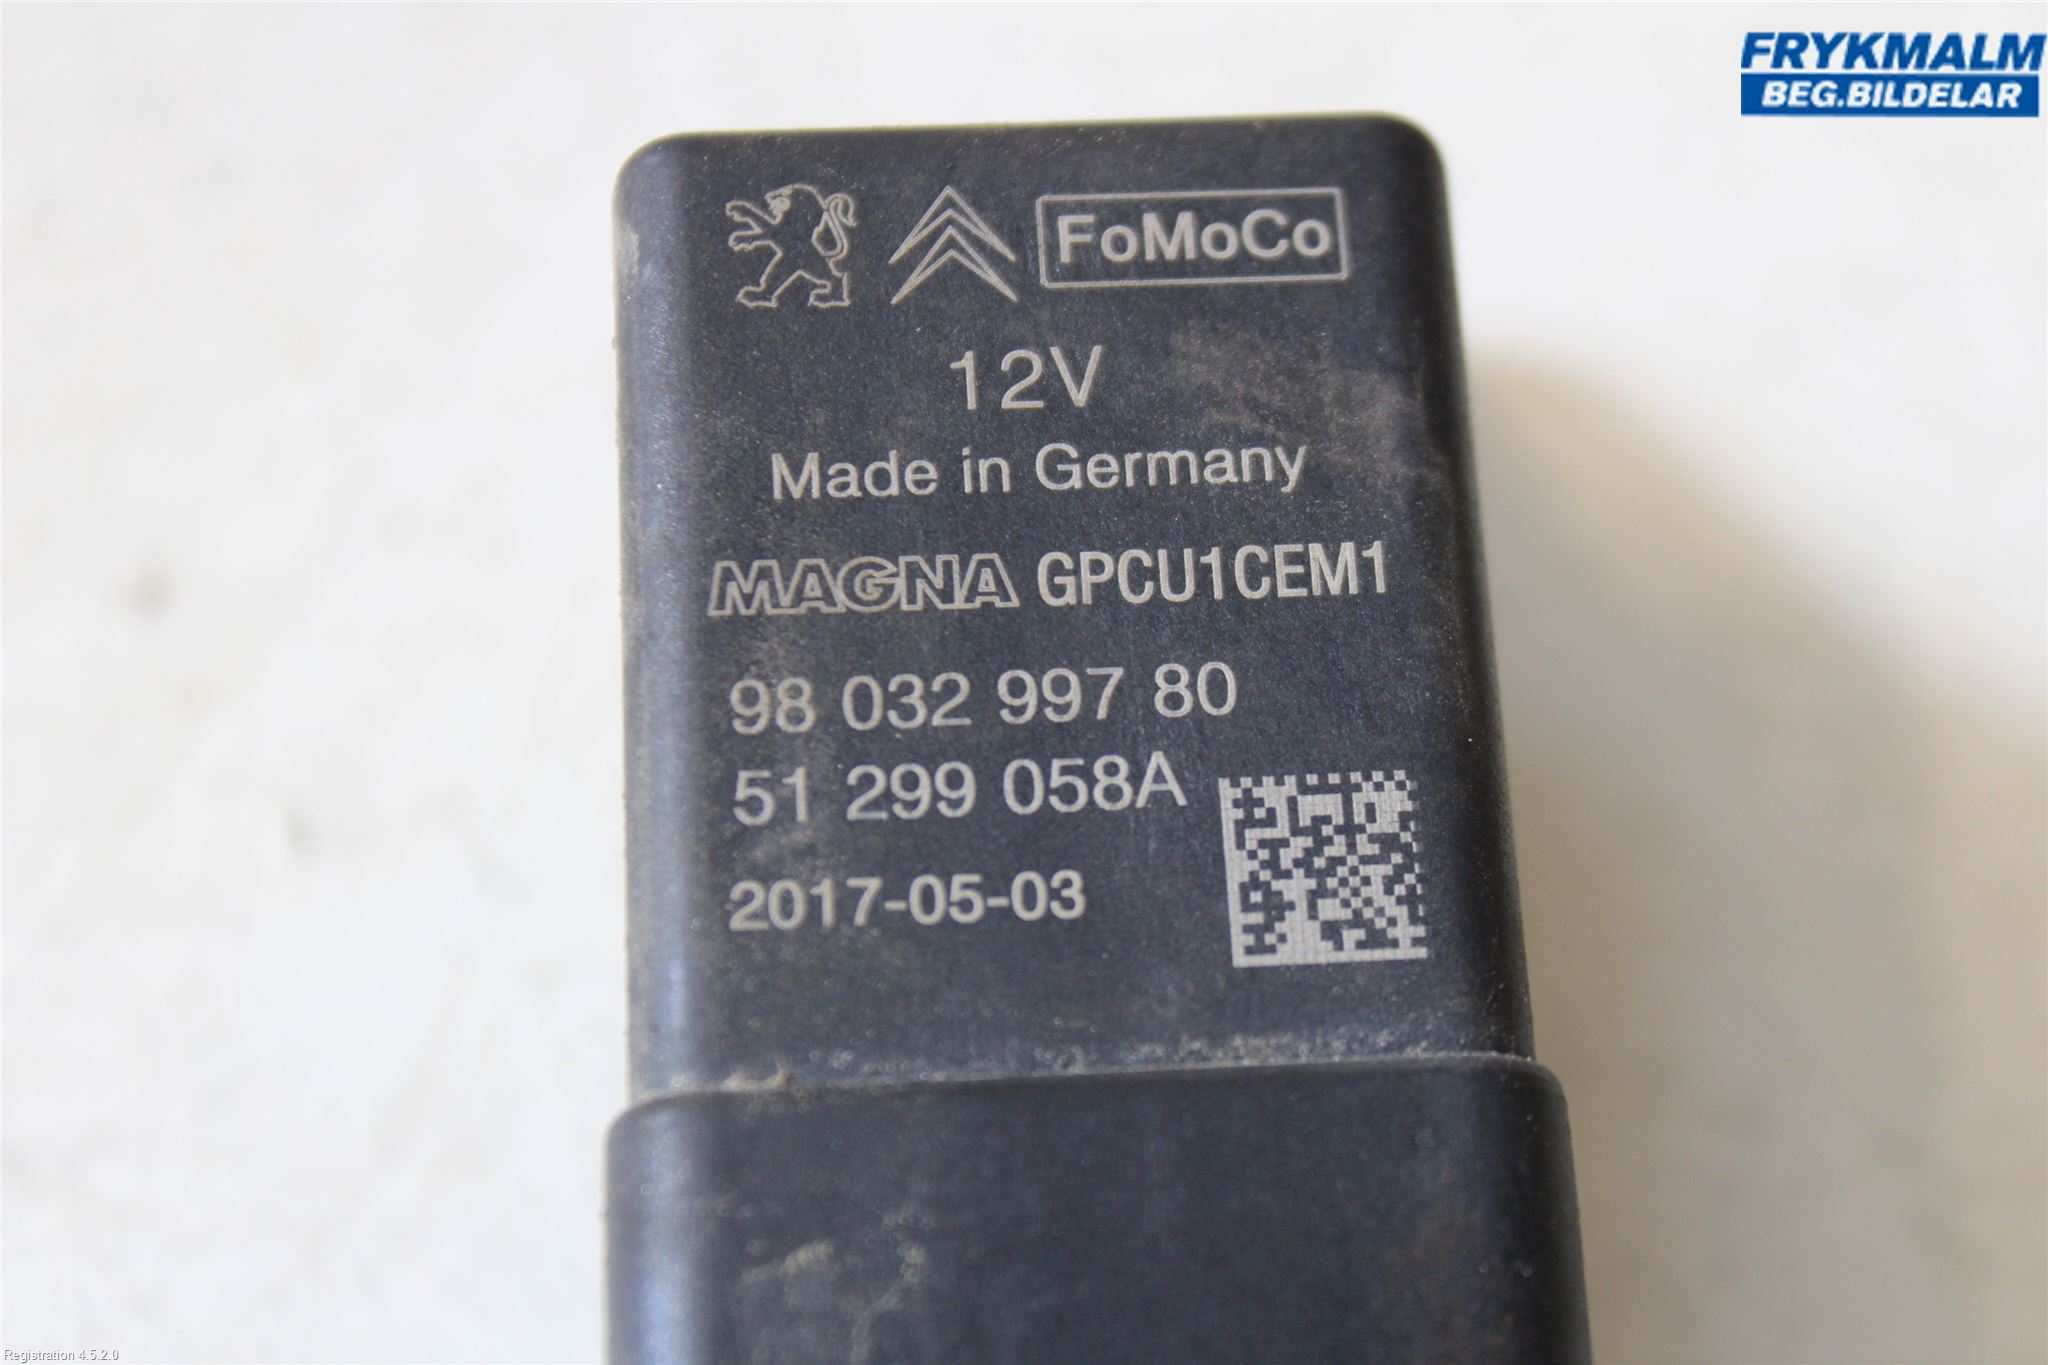 FRYKMALM
BEG.BILDELAR
FoMoCo
12V
Made in Germany
MAGNA GPCU1CEM1
98 032 997 80
51 299 058A
2017-05-03
Registration 4.5.2.0